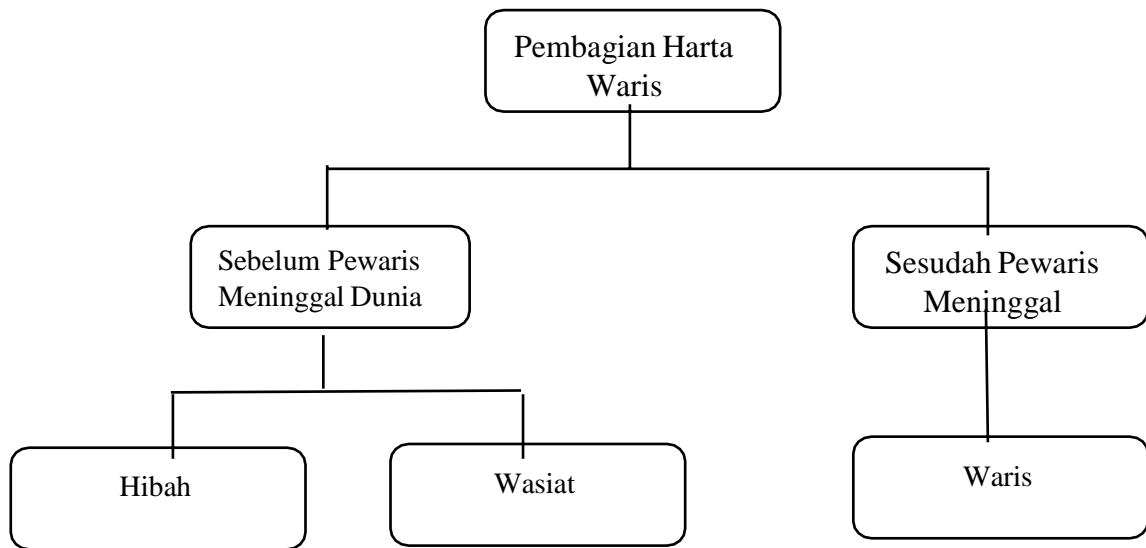 Pembagian Harta
Waris
Sebelum Pewaris
Meninggal Dunia
Sesudah Pewaris
Meninggal
Hibah
Wasiat
Waris